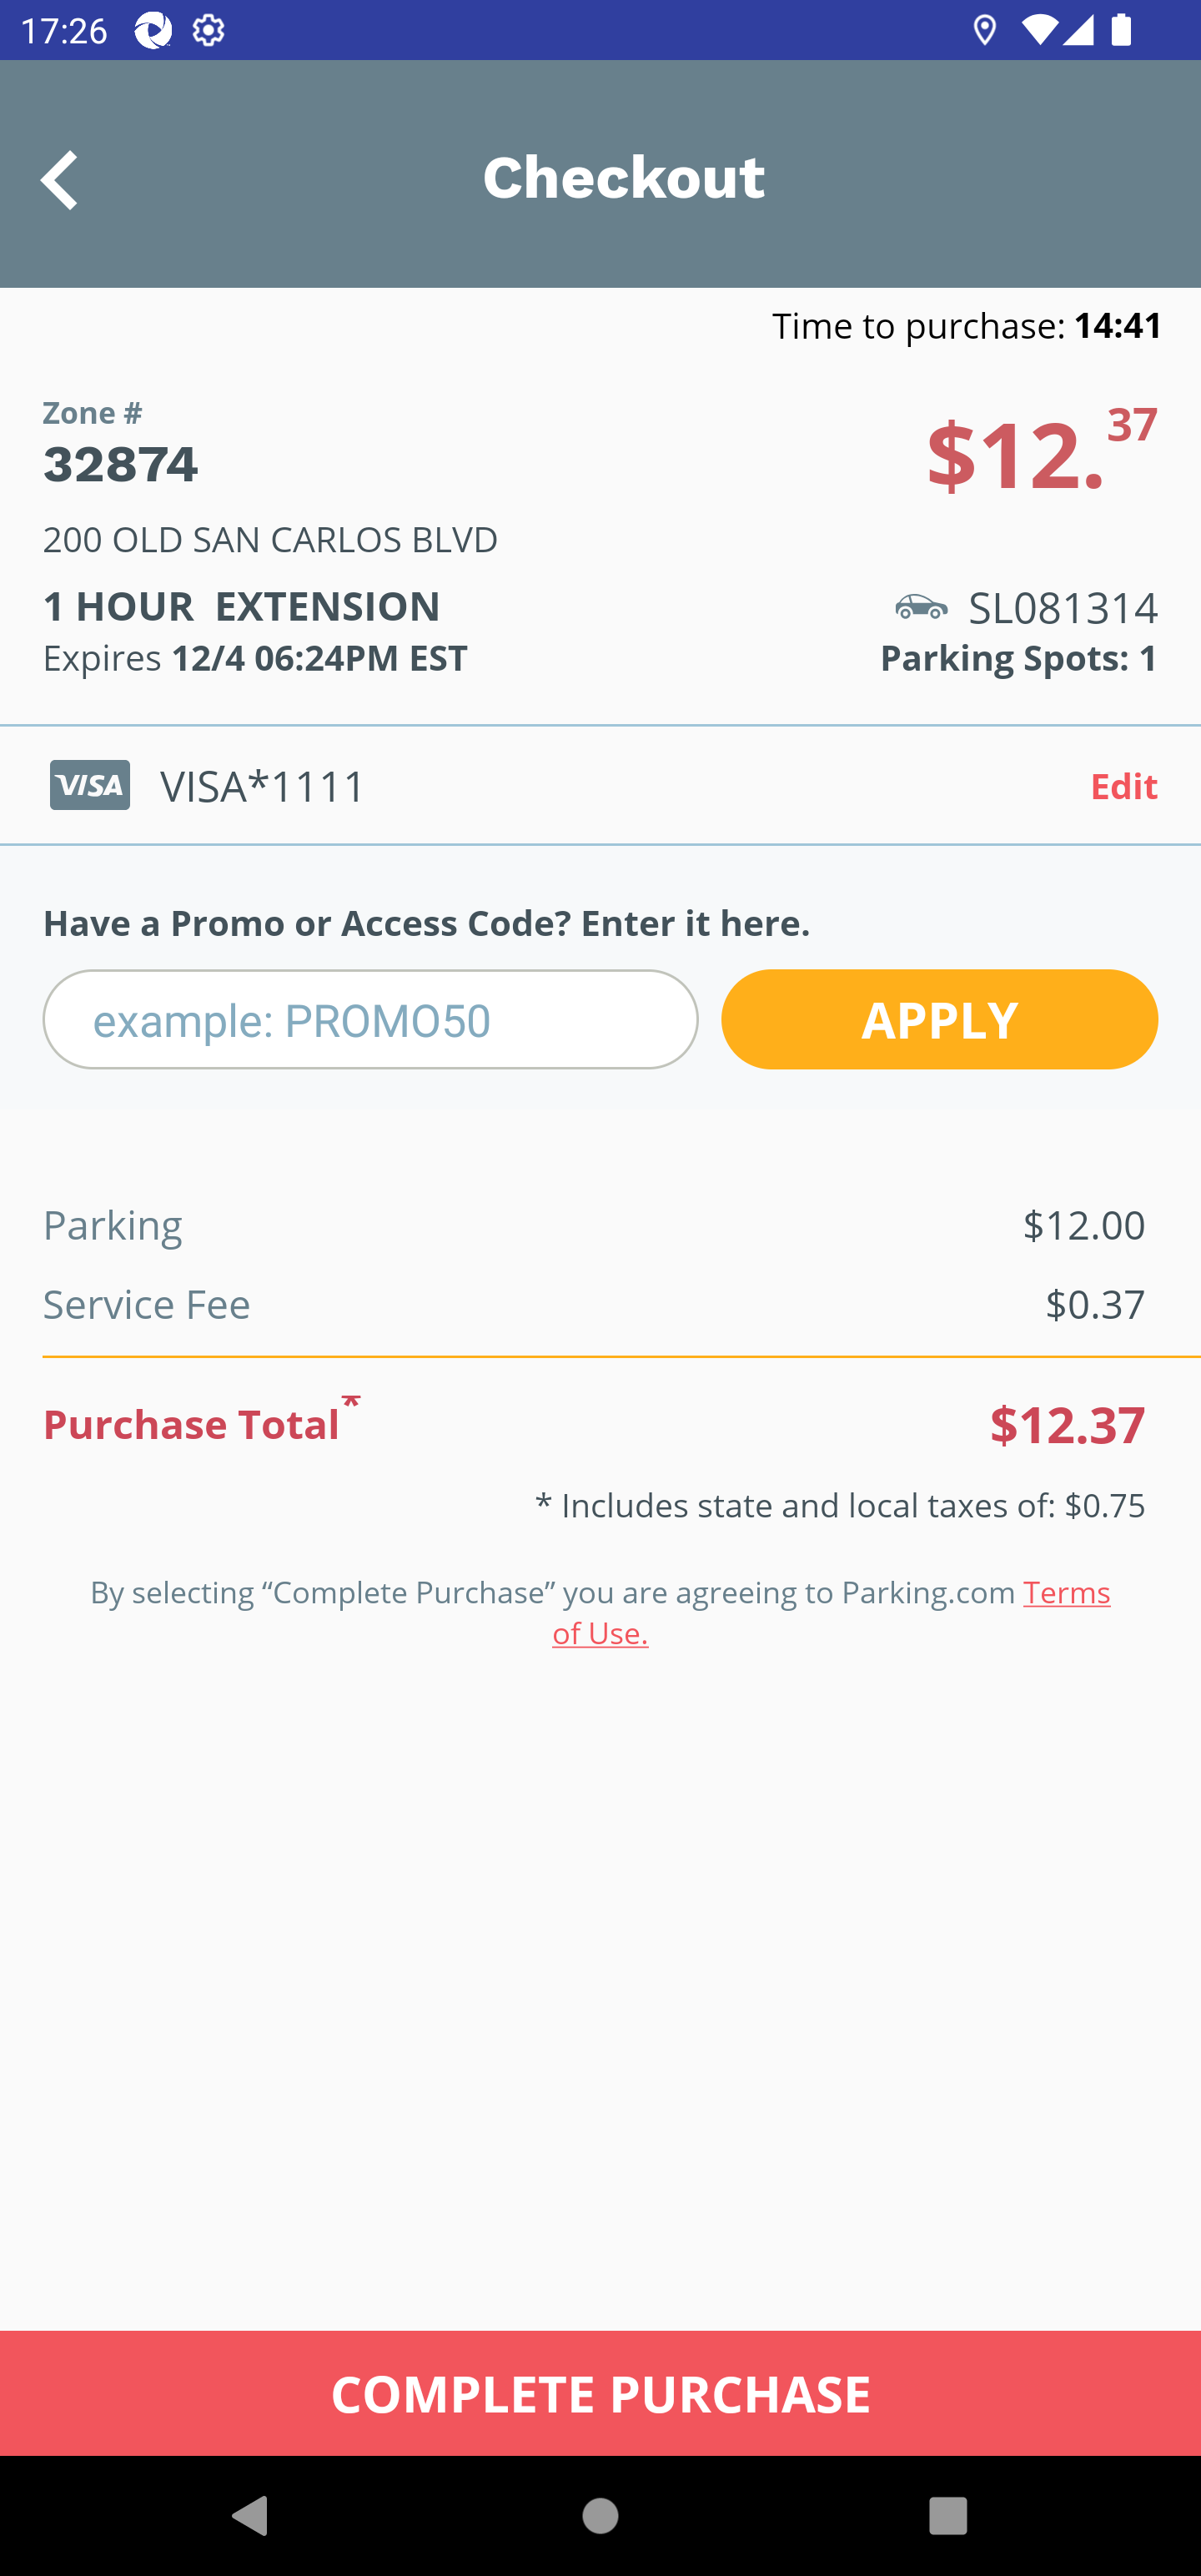 17:26
Checkout
Time to purchase: 14:41
Zone #
32874
$12.37
200 OLD SAN CARLOS BLVD
1 HOUR  EXTENSION
SL081314
Expires 12/4 06:24PM EST
Parking Spots: 1
VISA VISA*1111 Edit
Have a Promo or Access Code? Enter it here.
example: PROMO50 APPLY
Parking $12.00
Service Fee $0.37
Purchase Total* $12.37
* Includes state and local taxes of: $0.75
By selecting “Complete Purchase” you are agreeing to Parking.com Terms
of Use.
COMPLETE PURCHASE